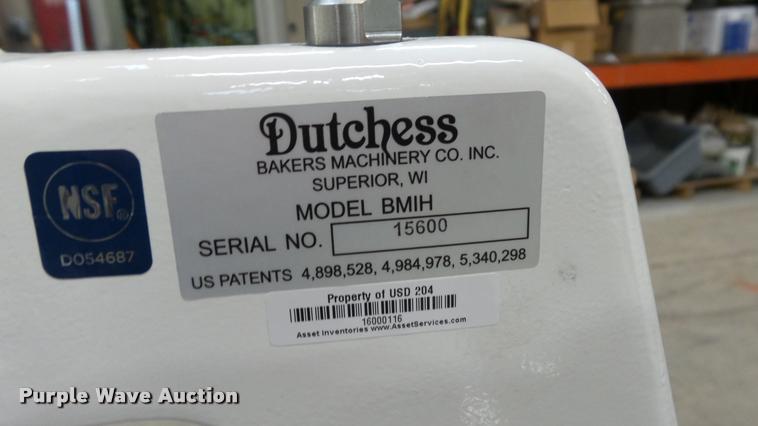 Dutchess
BAKERS MACHINERY CO. INC.
SUPERIOR, WI
MODEL BMIH
SERIAL NO. 15600
US PATENTS 4,898,528, 4,984,978, 5,340,298
NSF®
DO54687
Property of USD 204
16000116
Asset Inventories www.AssetServices.com
Purple Wave Auction